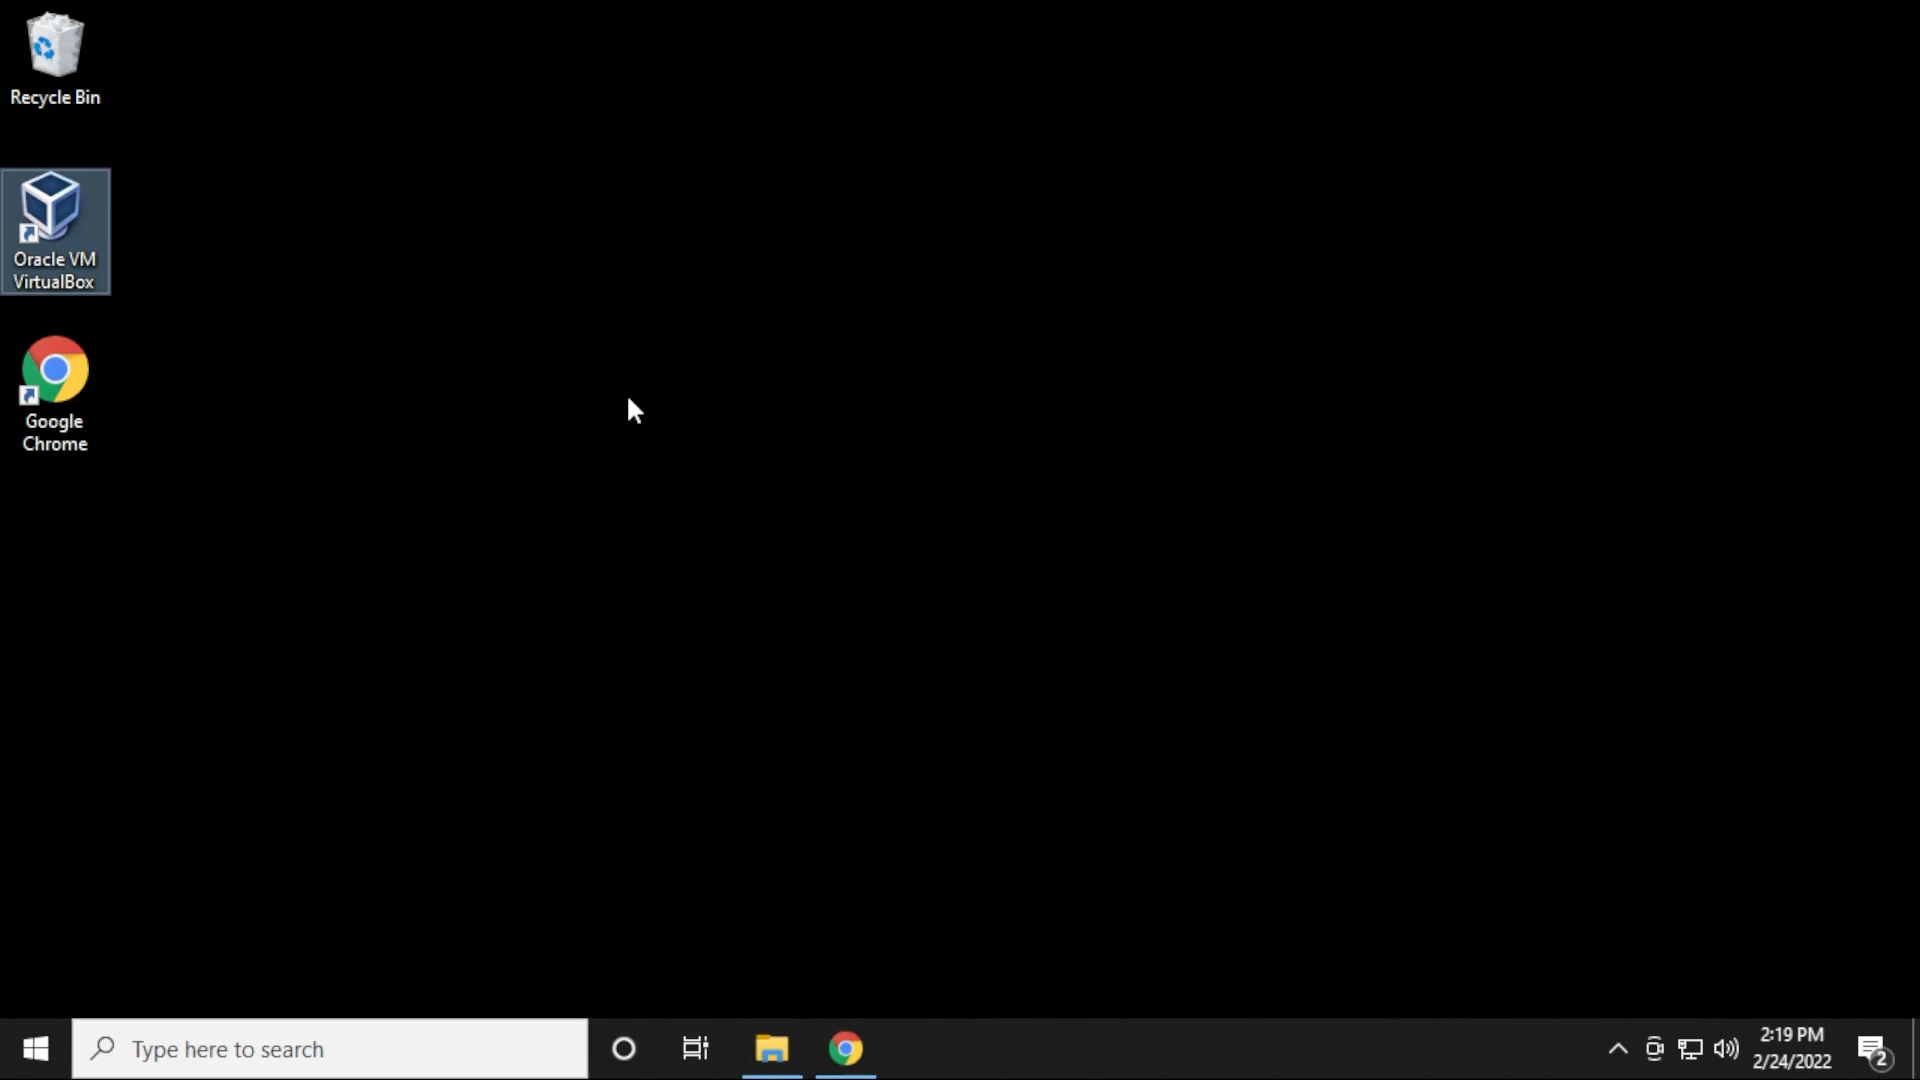 Recycle Bin
Oracle VM
VirtualBox
Google
Chrome
Type here to search
2:19 PM
2/24/2022
2